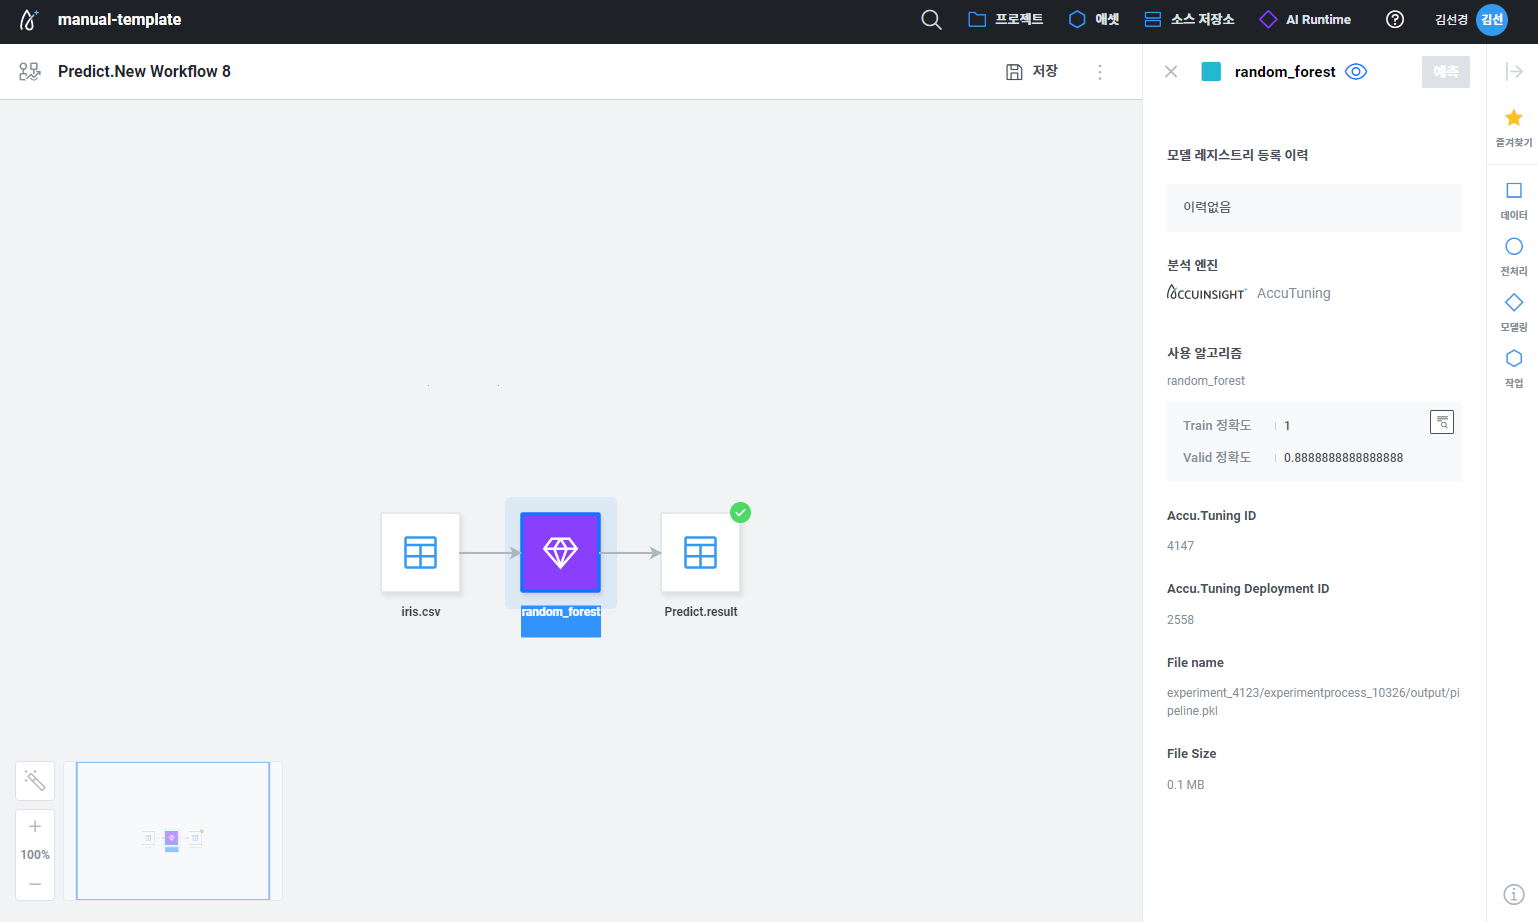 manual-template
프로젝트
애셋
소스 저장소
AI Runtime
김선경
김선
Predict.New Workflow 8
저장
random_forest
예측
즐겨찾기
데이터
전처리
모델링
작업
모델 레지스트리 등록 이력
이력없음
분석 엔진
ACCUINSIGHT+ AccuTuning
사용 알고리즘
random_forest
Train 정확도 1
Valid 정확도 0.8888888888888888
Accu.Tuning ID
4147
Accu.Tuning Deployment ID
2558
File name
experiment_4123/experimentprocess_10326/output/pi
peline.pkl
File Size
0.1 MB
iris.csv
random_forest
Predict.result
100%